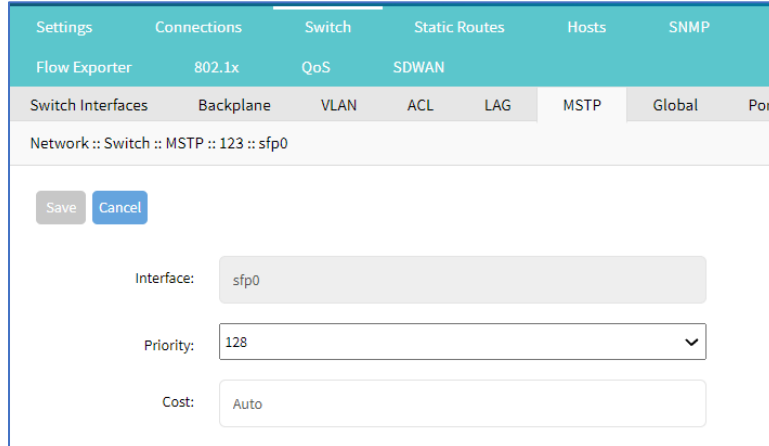 Settings Connections Switch Static Routes Hosts SNMP
Flow Exporter 802.1x QoS SDWAN
Switch Interfaces Backplane VLAN ACL LAG MSTP Global
Network :: Switch :: MSTP :: 123 :: sfp0
Save Cancel
Interface: sfp0
Priority: 128
Cost: Auto